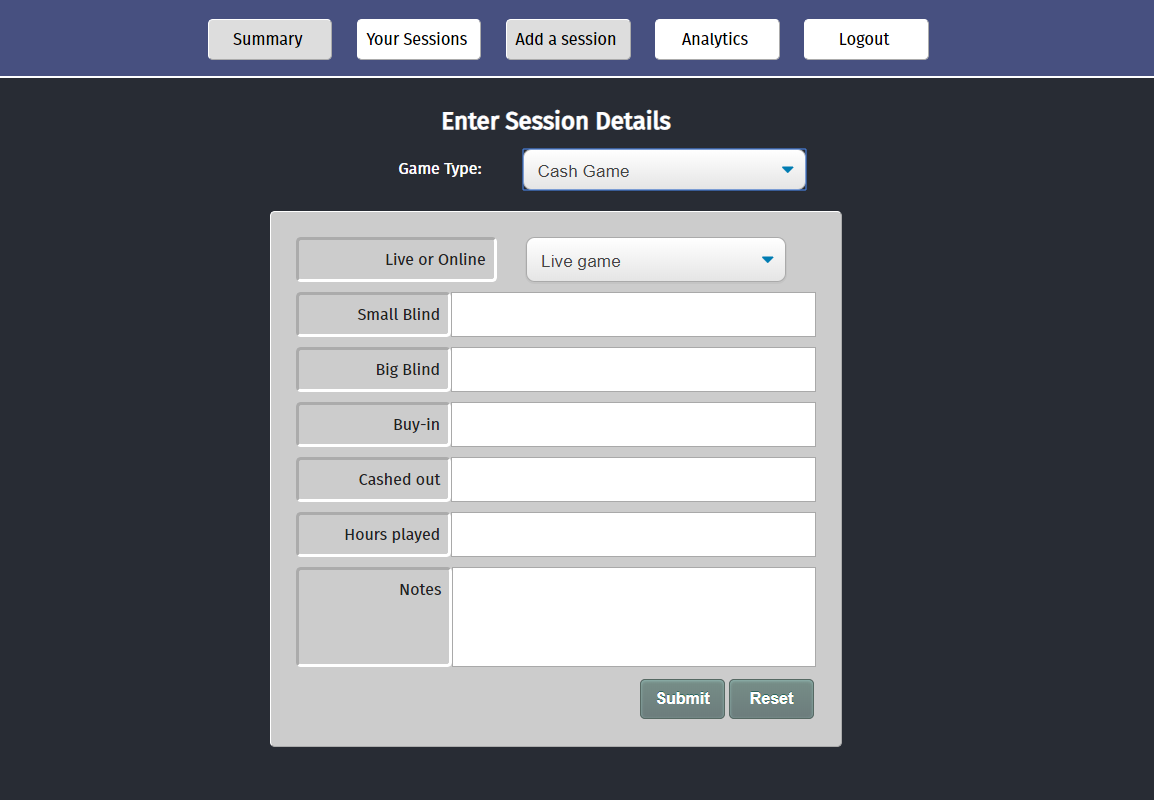 Summary Your Sessions Add a session Analytics Logout
Enter Session Details
Game Type: Cash Game
Live or Online Live game
Small Blind
Big Blind
Buy-in
Cashed out
Hours played
Notes
Submit Reset